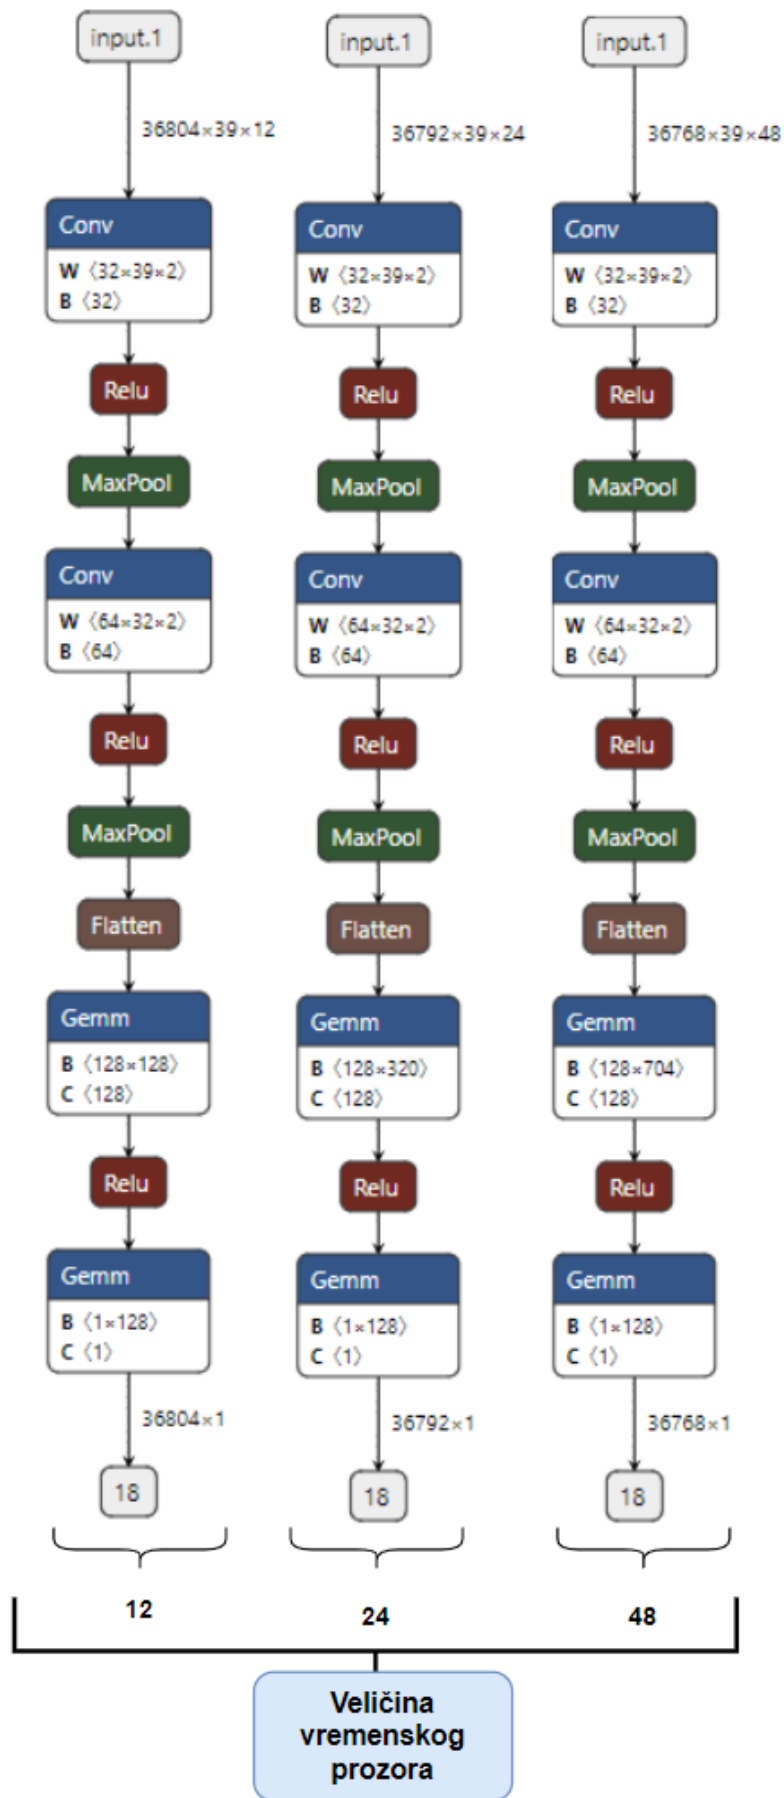 input.1
36804×39×12
Conv
W ⟨32×39×2⟩
B ⟨32⟩
Relu
MaxPool
Conv
W ⟨64×32×2⟩
B ⟨64⟩
Relu
MaxPool
Flatten
Gemm
B ⟨128×128⟩
C ⟨128⟩
Relu
Gemm
B ⟨1×128⟩
C ⟨1⟩
36804×1
18
12
input.1
36792×39×24
Conv
W ⟨32×39×2⟩
B ⟨32⟩
Relu
MaxPool
Conv
W ⟨64×32×2⟩
B ⟨64⟩
Relu
MaxPool
Flatten
Gemm
B ⟨128×320⟩
C ⟨128⟩
Relu
Gemm
B ⟨1×128⟩
C ⟨1⟩
36792×1
18
24
input.1
36768×39×48
Conv
W ⟨32×39×2⟩
B ⟨32⟩
Relu
MaxPool
Conv
W ⟨64×32×2⟩
B ⟨64⟩
Relu
MaxPool
Flatten
Gemm
B ⟨128×704⟩
C ⟨128⟩
Relu
Gemm
B ⟨1×128⟩
C ⟨1⟩
36768×1
18
48
Veličina
vremenskog
prozora